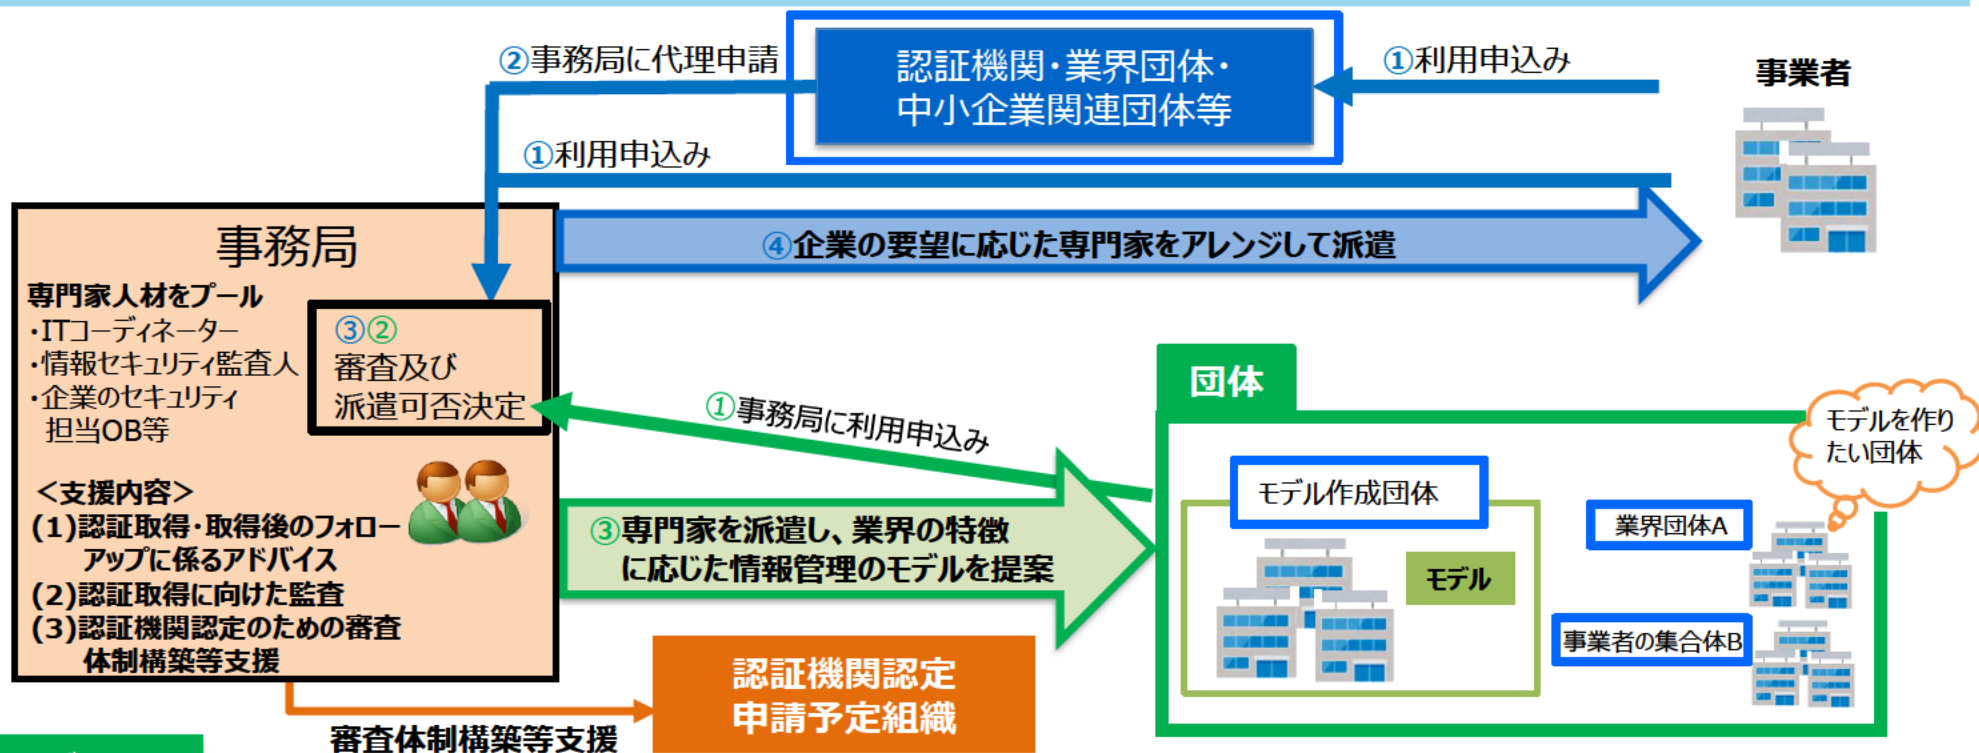 ②事務局に代理申請
認証機関・業界団体・
中小企業関連団体等
①利用申込み
事業者
①利用申込み
④企業の要望に応じた専門家をアレンジして派遣
事務局
専門家人材をプール
・ITコーディネーター
・情報セキュリティ監査人
・企業のセキュリティ
担当OB等
③②
審査及び
派遣可否決定
＜支援内容＞
(1)認証取得・取得後のフォロー
アップに係るアドバイス
(2)認証取得に向けた監査
(3)認証機関認定のための審査
体制構築等支援
①事務局に利用申込み
③専門家を派遣し、業界の特徴
に応じた情報管理のモデルを提案
団体
モデルを作り
たい団体
モデル作成団体
モデル
業界団体A
事業者の集合体B
認証機関認定
申請予定組織
審査体制構築等支援